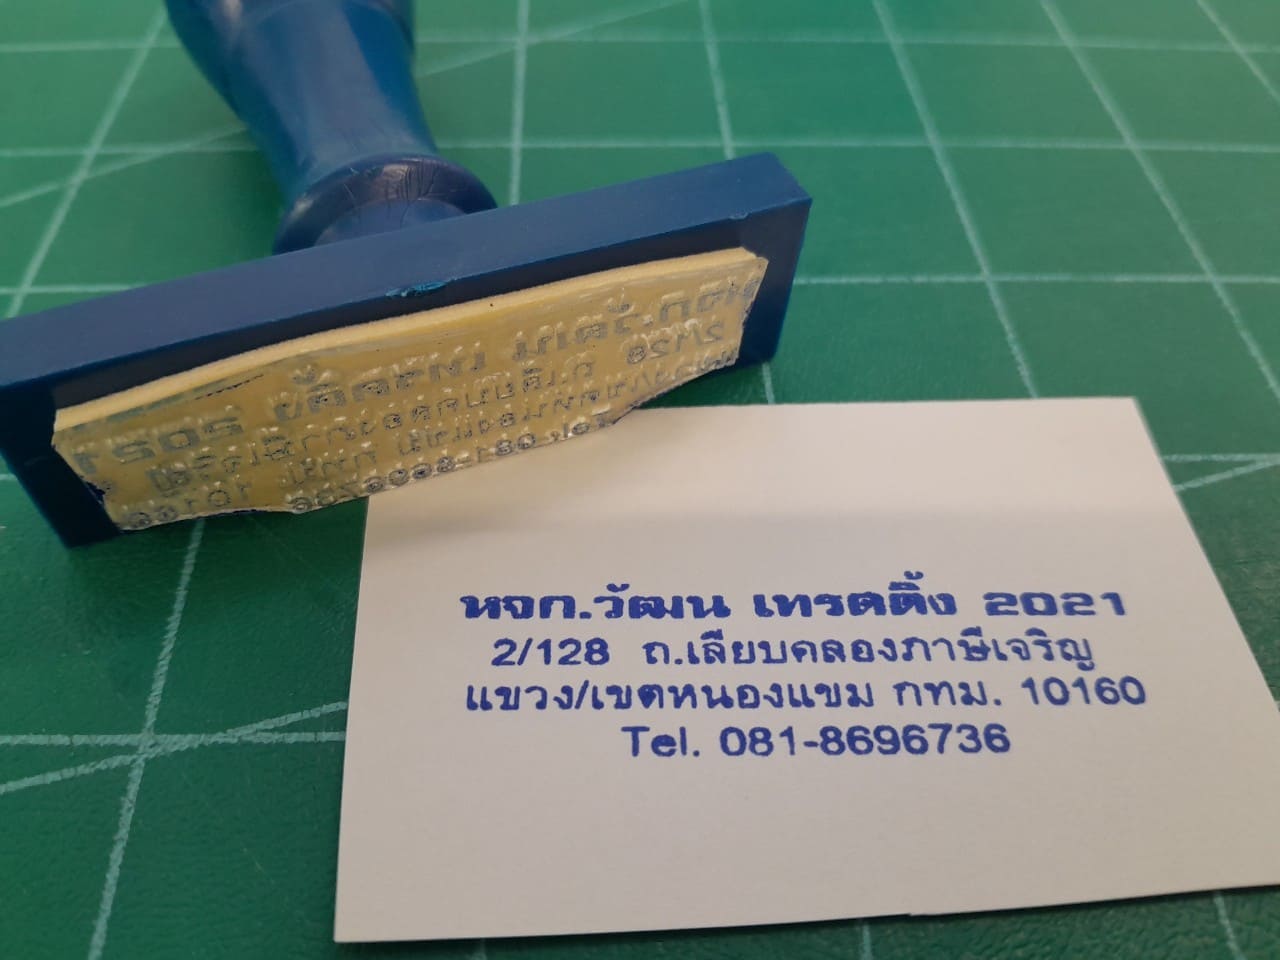 หจก.วัฒน เทรดดิ้ง 2021
2/128 ถ.เลียบคลองภาษีเจริญ
แขวง/เขตหนองแขม กทม. 10160
Tel. 081-8696736